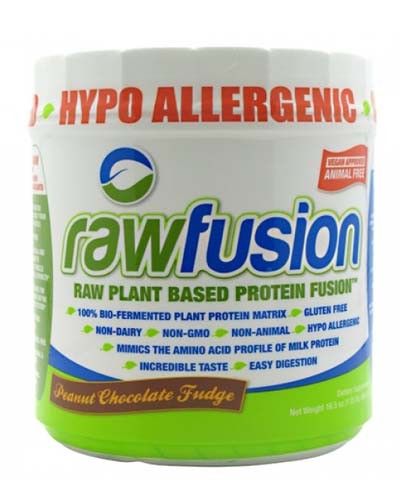 HYPO ALLERGENIC
VEGAN APPROVED
ANIMAL FREE
rawfusion
RAW PLANT BASED PROTEIN FUSION™
100% BIO-FERMENTED PLANT PROTEIN MATRIX GLUTEN FREE
NON-DAIRY NON-GMO NON-ANIMAL HYPO ALLERGENIC
MIMICS THE AMINO ACID PROFILE OF MILK PROTEIN
INCREDIBLE TASTE EASY DIGESTION
Peanut Chocolate Fudge
Dietary
Net Weight 16.3 oz